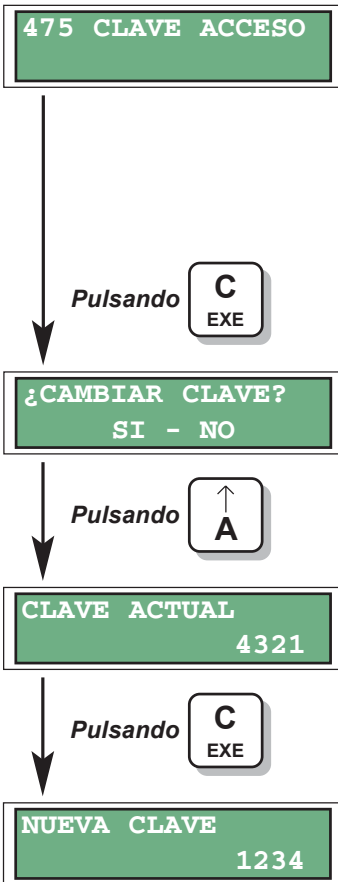 475 CLAVE ACCESO
Pulsando
C
EXE
¿CAMBIAR CLAVE?
SI - NO
Pulsando
↑
A
CLAVE ACTUAL
4321
Pulsando
C
EXE
NUEVA CLAVE
1234